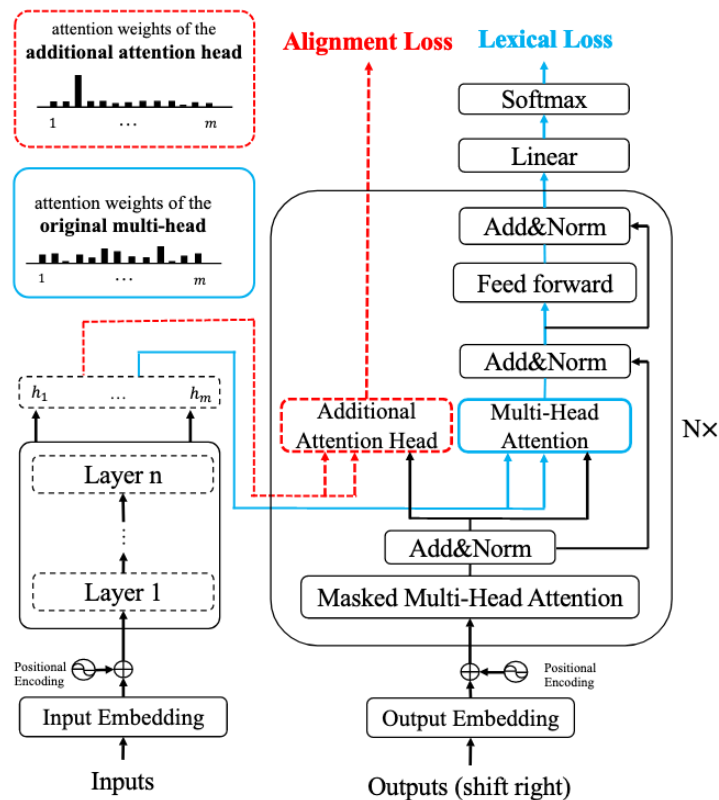 attention weights of the
additional attention head
1 ... m
attention weights of the
original multi-head
1 ... m
Alignment Loss
Lexical Loss
Softmax
Linear
Add&Norm
Feed forward
Add&Norm
Additional
Attention Head
Multi-Head
Attention
N×
Add&Norm
Masked Multi-Head Attention
Positional
Encoding
Output Embedding
Outputs (shift right)
h₁ ... hₘ
Layer n
⋮
Layer 1
Positional
Encoding
Input Embedding
Inputs